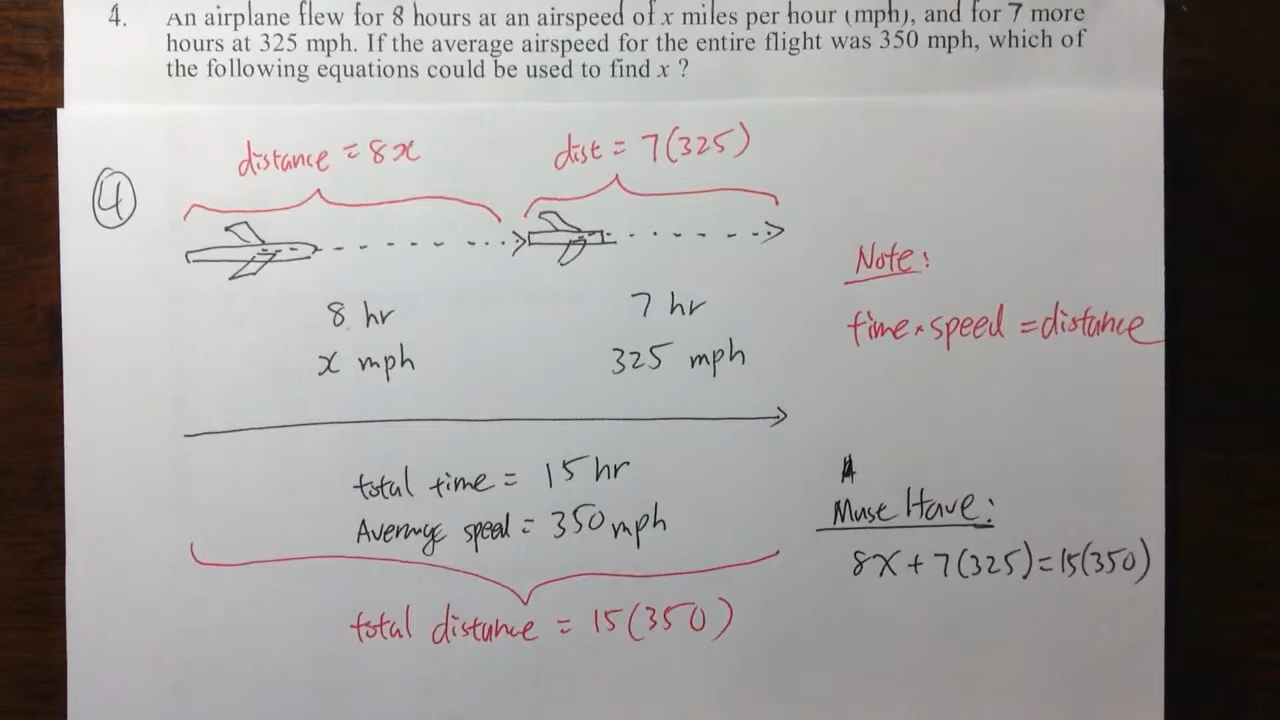 4. An airplane flew for 8 hours at an airspeed of x miles per hour (mph), and for 7 more
hours at 325 mph. If the average airspeed for the entire flight was 350 mph, which of
the following equations could be used to find x ?
distance = 8x
dist = 7(325)
4
8 hr
x mph
7 hr
325 mph
Note:
time × speed = distance
total time = 15 hr
Average speed = 350 mph
total distance = 15(350)
Muse Have:
8x + 7(325) = 15(350)